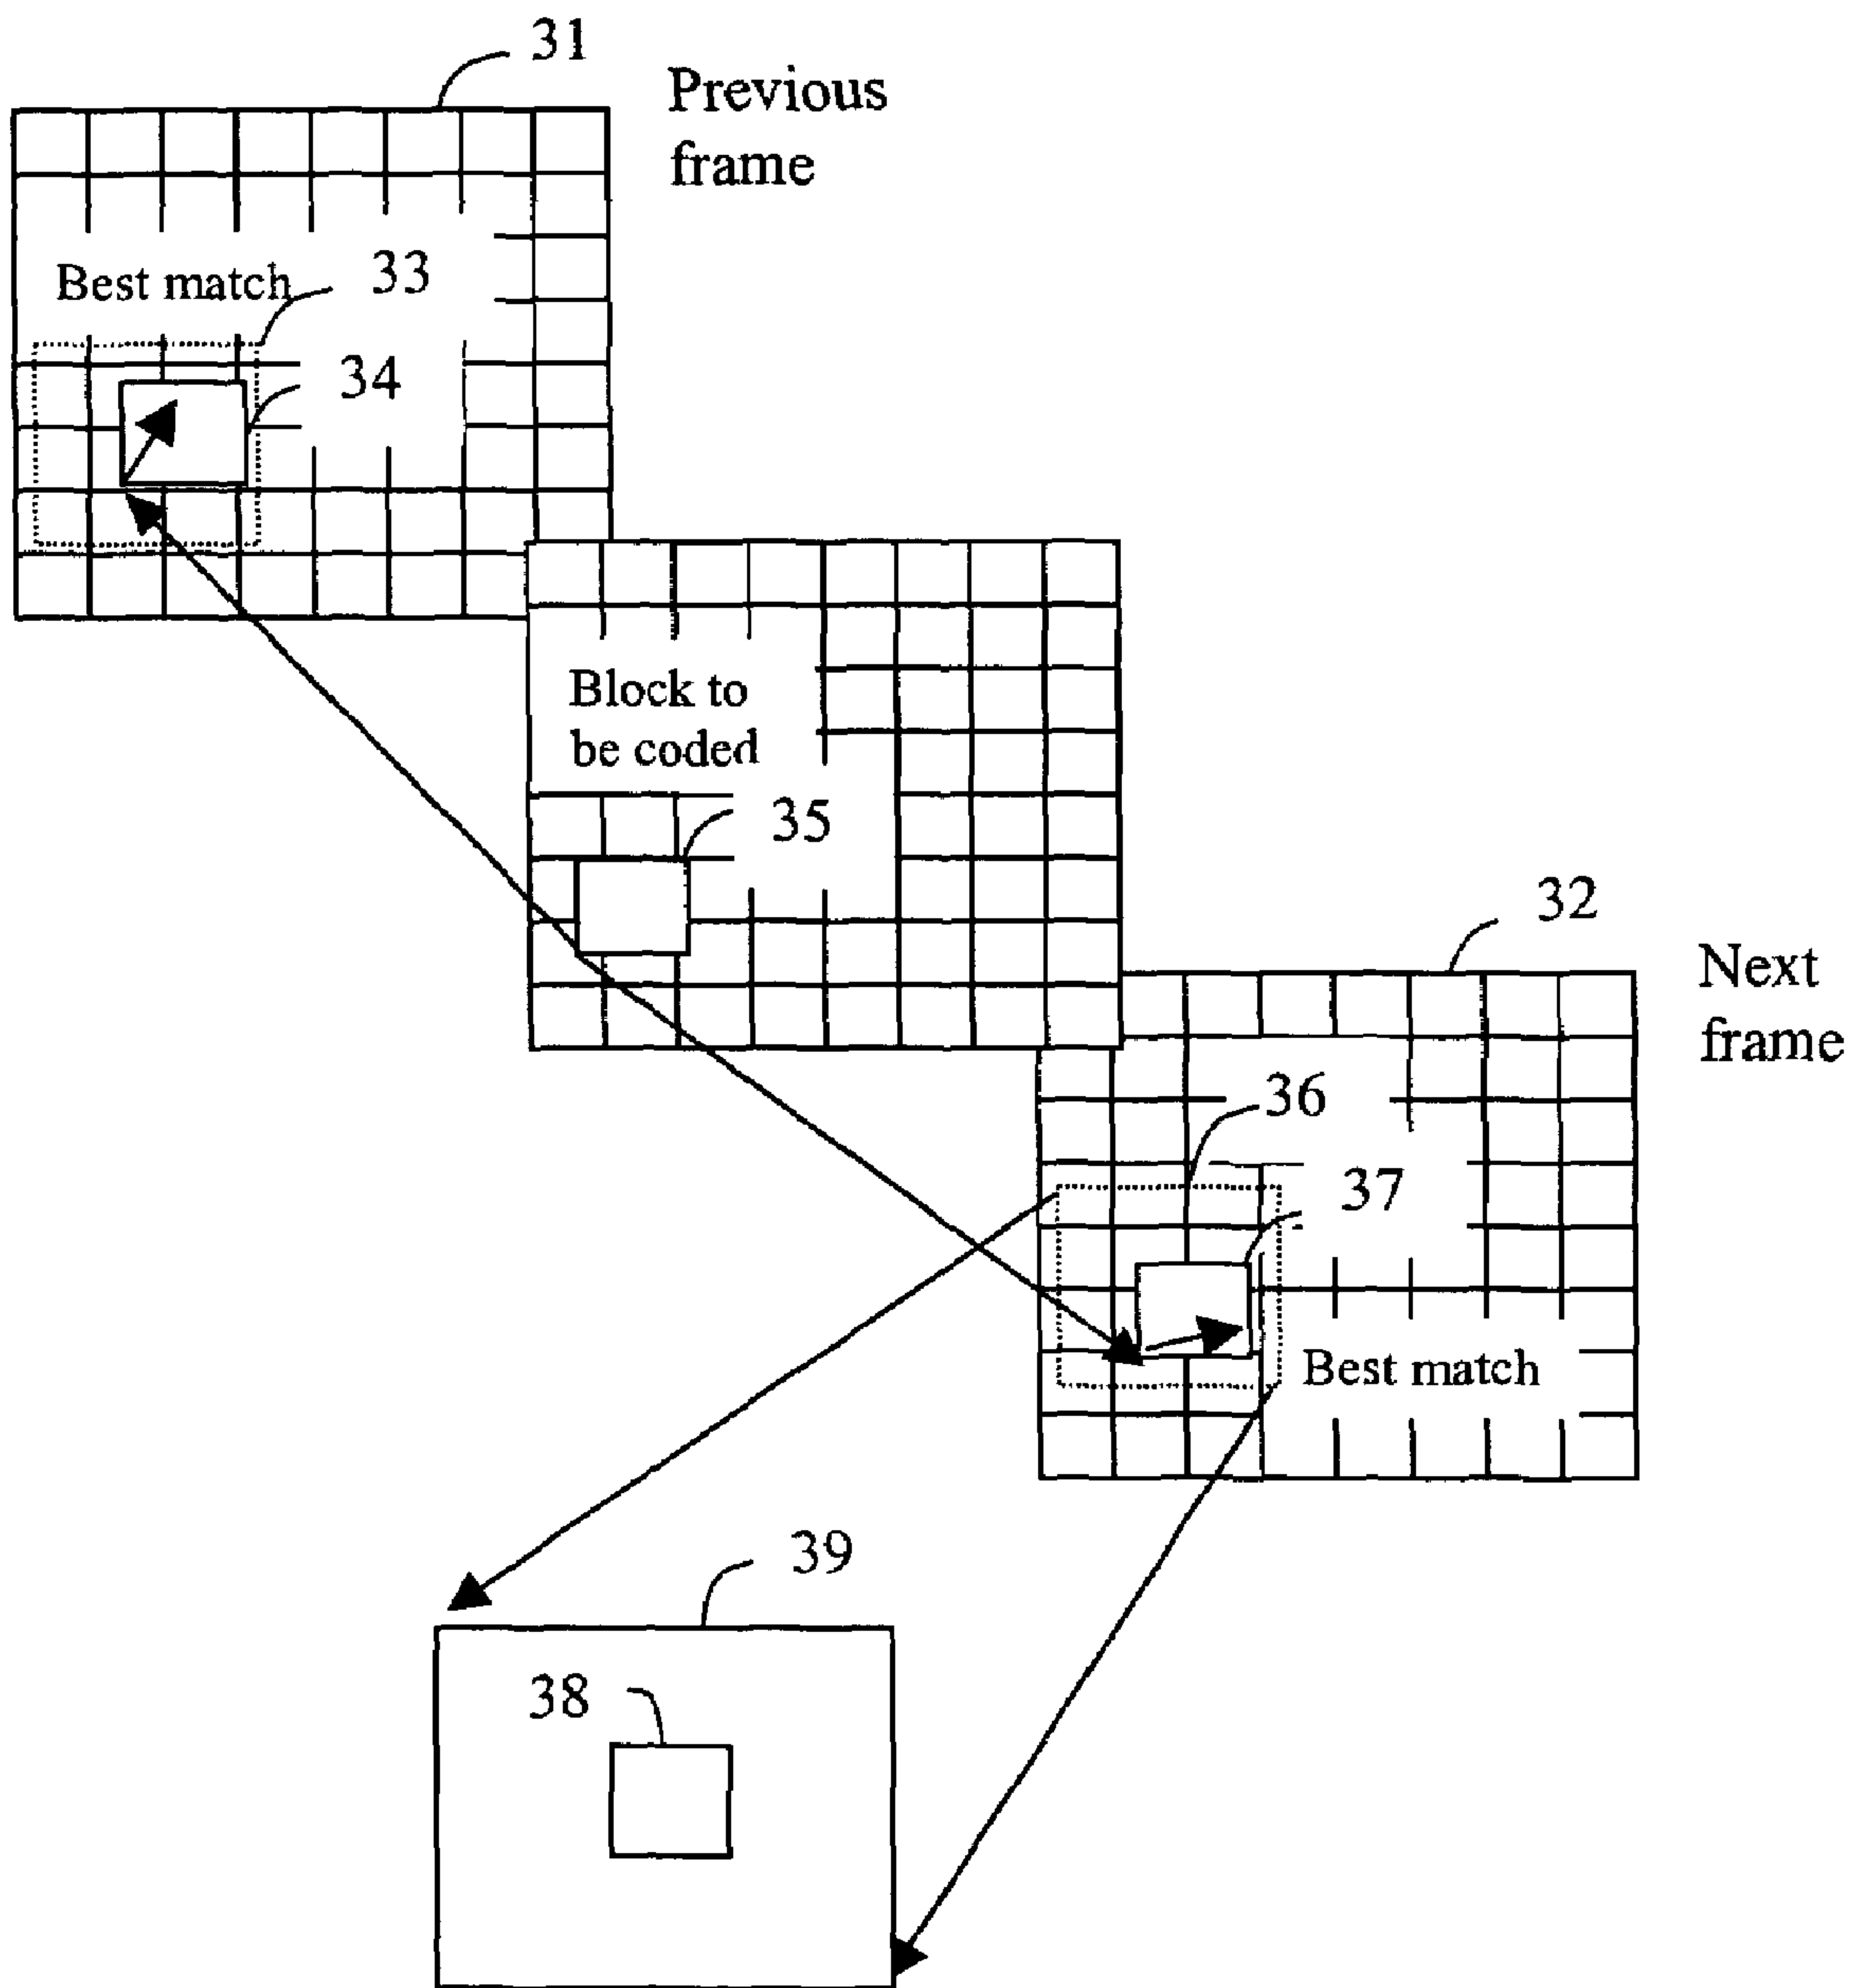 31
Previous
frame
Best match
33
34
Block to
be coded
35
32
Next
frame
36
37
Best match
39
38